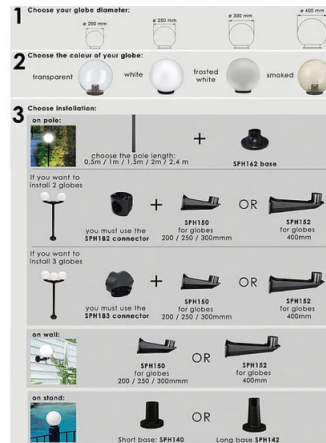 1 Choose your globe diameter:
ø 200 mm ø 250 mm ø 300 mm ø 400 mm
2 Choose the colour of your globe:
transparent white frosted white smoked
3 Choose installation:
on pole:
choose the pole length:
0,5m / 1m / 1,5m / 2m / 2,4 m
+
SPH162 base
If you want to
install 2 globes
you must use the
SPH182 connector
+
SPH150
for globes
200 / 250 / 300mmm
OR
SPH152
for globes
400mm
If you want to
install 3 globes
you must use the
SPH183 connector
+
SPH150
for globes
200 / 250 / 300mmm
OR
SPH152
for globes
400mm
on wall:
SPH150
for globes
200 / 250 / 300mmm
OR
SPH152
for globes
400mm
on stand:
Short base: SPH140
OR
Long base SPH142